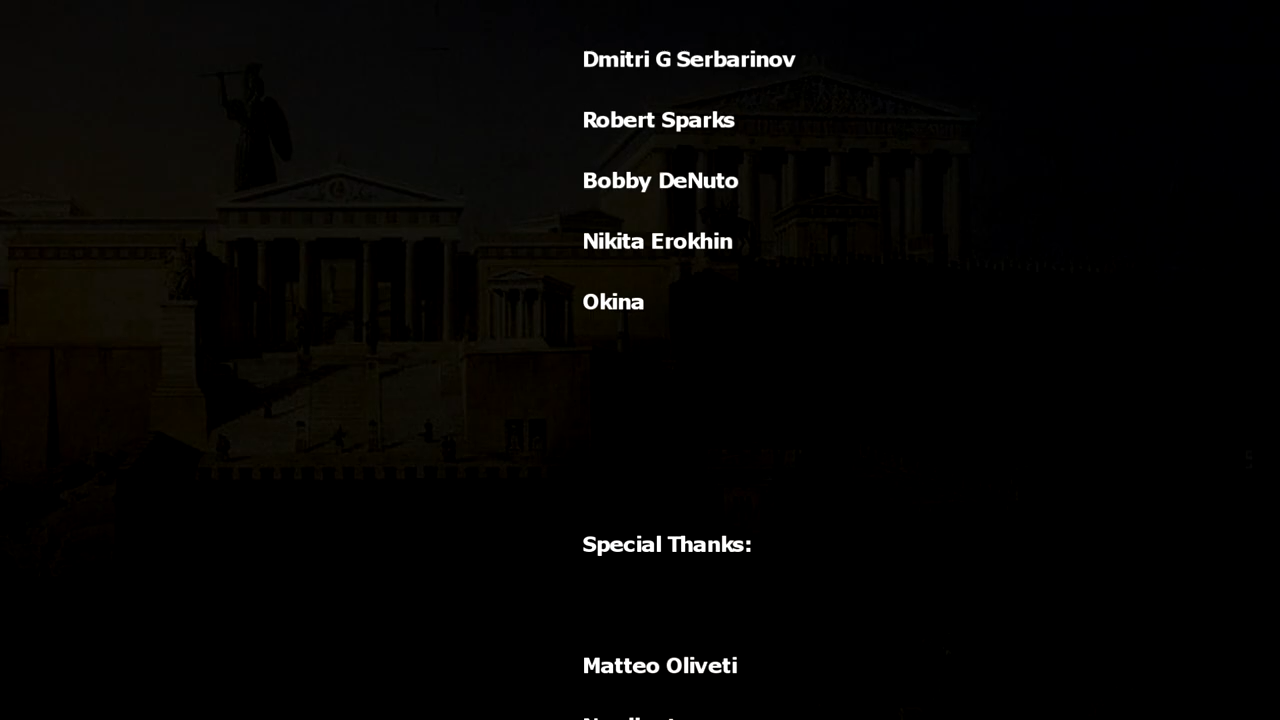 Dmitri G Serbarinov
Robert Sparks
Bobby DeNuto
Nikita Erokhin
Okina
Special Thanks:
Matteo Oliveti